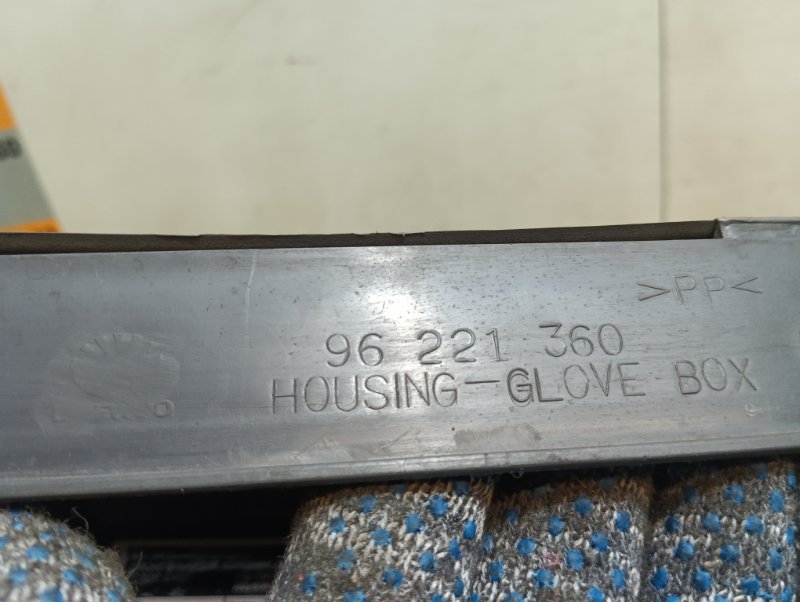 >PP<
96 221 360
HOUSING-GLOVE BOX